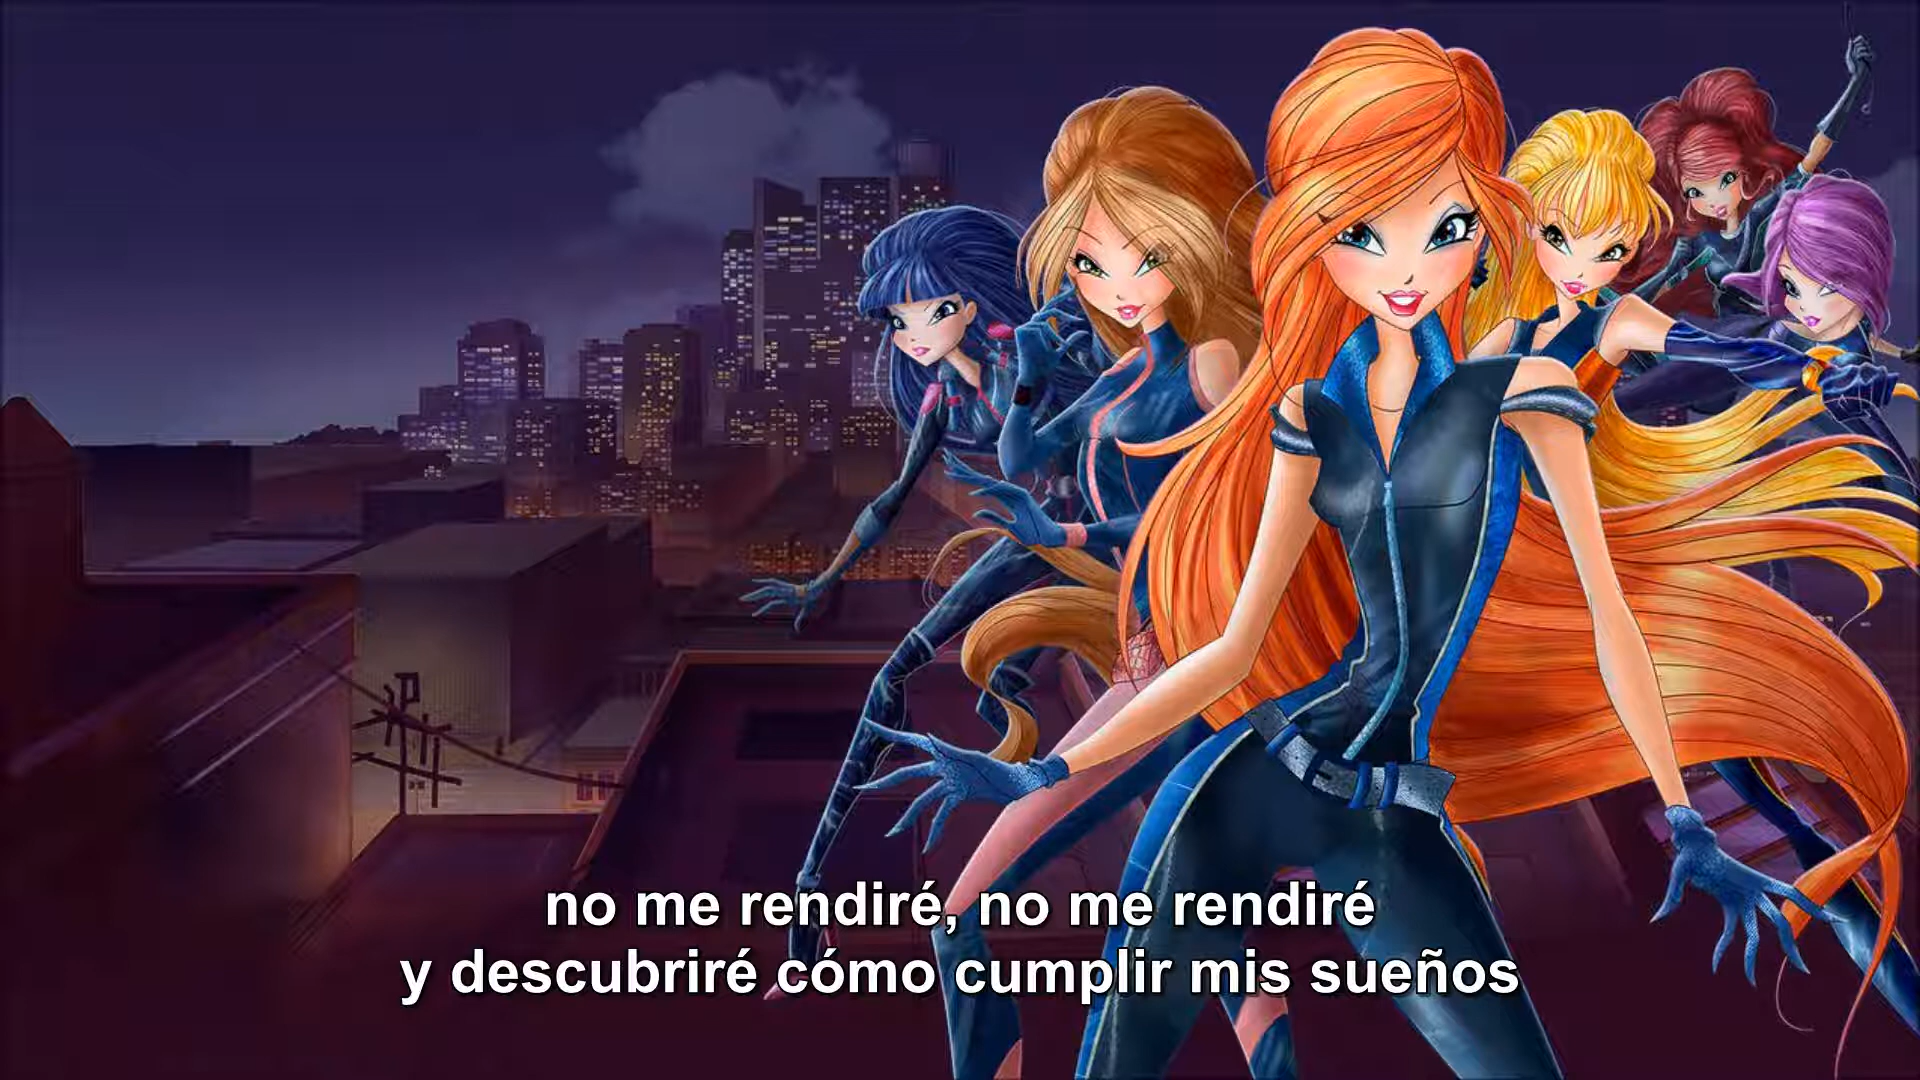 no me rendiré, no me rendiré
y descubriré cómo cumplir mis sueños